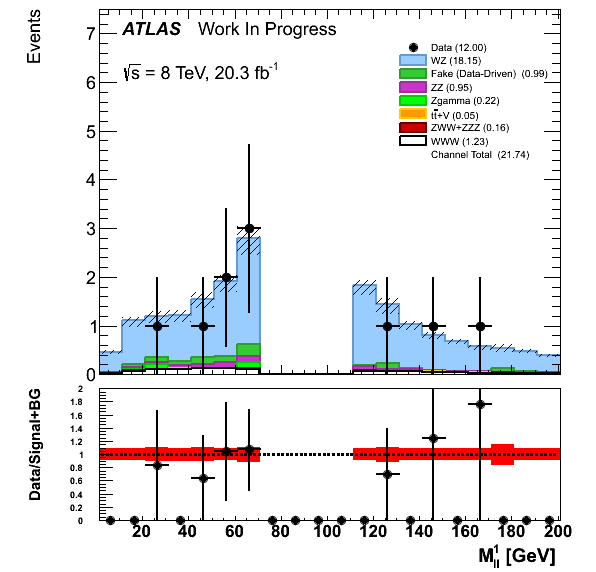 Events
ATLAS Work In Progress
√s = 8 TeV, 20.3 fb-1
Data (12.00)
WZ (18.15)
Fake (Data-Driven) (0.99)
ZZ (0.95)
Zgamma (0.22)
tt̄+V (0.05)
ZWW+ZZZ (0.16)
WWW (1.23)
Channel Total (21.74)
7
6
5
4
3
2
1
0
Data/Signal+BG
2
1.8
1.6
1.4
1.2
1
0.8
0.6
0.4
0.2
0
20 40 60 80 100 120 140 160 180 200
M1ll [GeV]